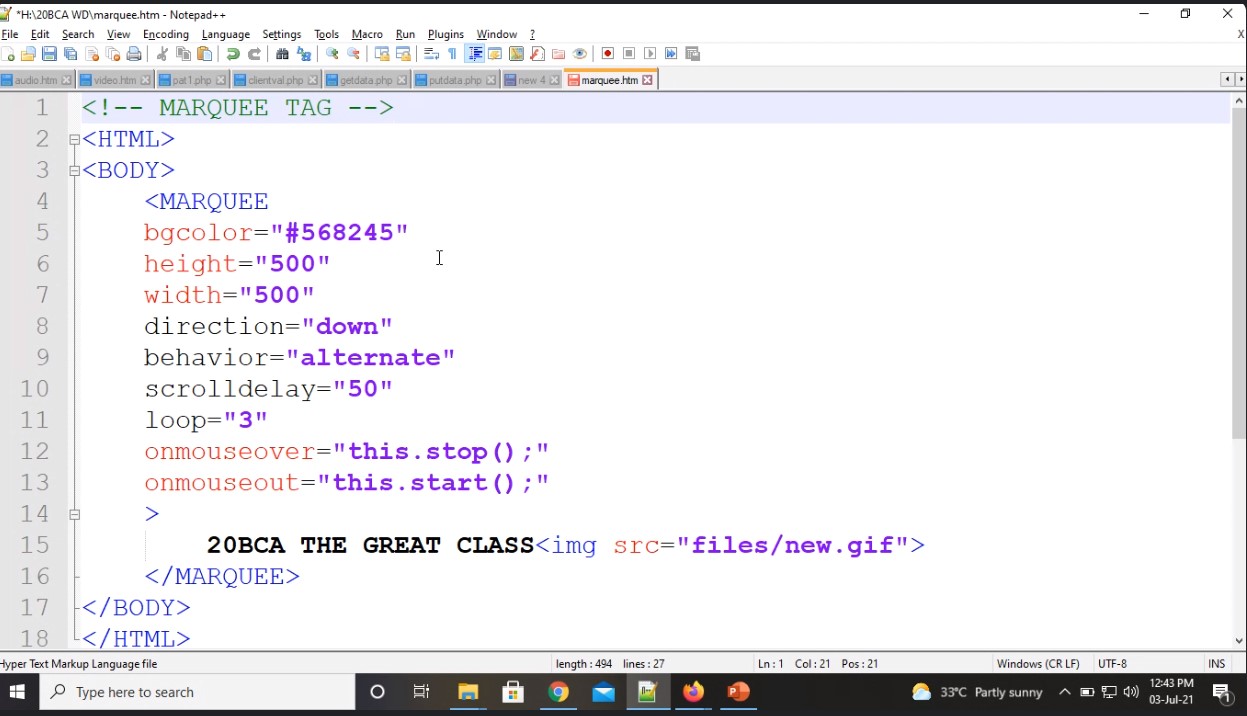 *H:\20BCA WD\marquee.htm - Notepad++
File Edit Search View Encoding Language Settings Tools Macro Run Plugins Window ? X
audio.htm video.htm pat1.php clientval.php getdata.php putdata.php new 4 marquee.htm
1 <!-- MARQUEE TAG -->
2 <HTML>
3 <BODY>
4 <MARQUEE
5 bgcolor="#568245"
6 height="500"
7 width="500"
8 direction="down"
9 behavior="alternate"
10 scrolldelay="50"
11 loop="3"
12 onmouseover="this.stop();"
13 onmouseout="this.start();"
14 >
15 20BCA THE GREAT CLASS<img src="files/new.gif">
16 </MARQUEE>
17 </BODY>
18 </HTML>
Hyper Text Markup Language file length : 494 lines : 27 Ln : 1 Col : 21 Pos : 21 Windows (CR LF) UTF-8 INS
Type here to search 33°C Partly sunny 12:43 PM
03-Jul-21 1